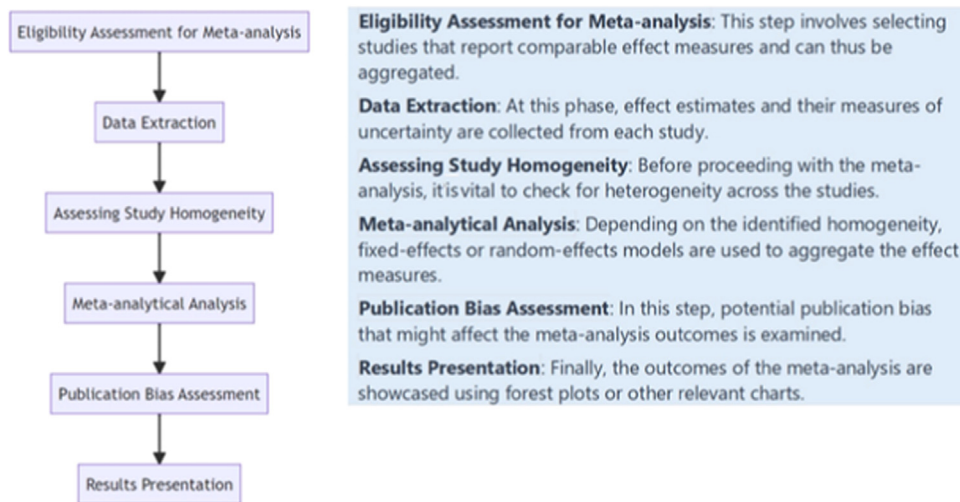 Eligibility Assessment for Meta-analysis
Data Extraction
Assessing Study Homogeneity
Meta-analytical Analysis
Publication Bias Assessment
Results Presentation
Eligibility Assessment for Meta-analysis: This step involves selecting
studies that report comparable effect measures and can thus be
aggregated.
Data Extraction: At this phase, effect estimates and their measures of
uncertainty are collected from each study.
Assessing Study Homogeneity: Before proceeding with the meta-
analysis, it is vital to check for heterogeneity across the studies.
Meta-analytical Analysis: Depending on the identified homogeneity,
fixed-effects or random-effects models are used to aggregate the effect
measures.
Publication Bias Assessment: In this step, potential publication bias
that might affect the meta-analysis outcomes is examined.
Results Presentation: Finally, the outcomes of the meta-analysis are
showcased using forest plots or other relevant charts.